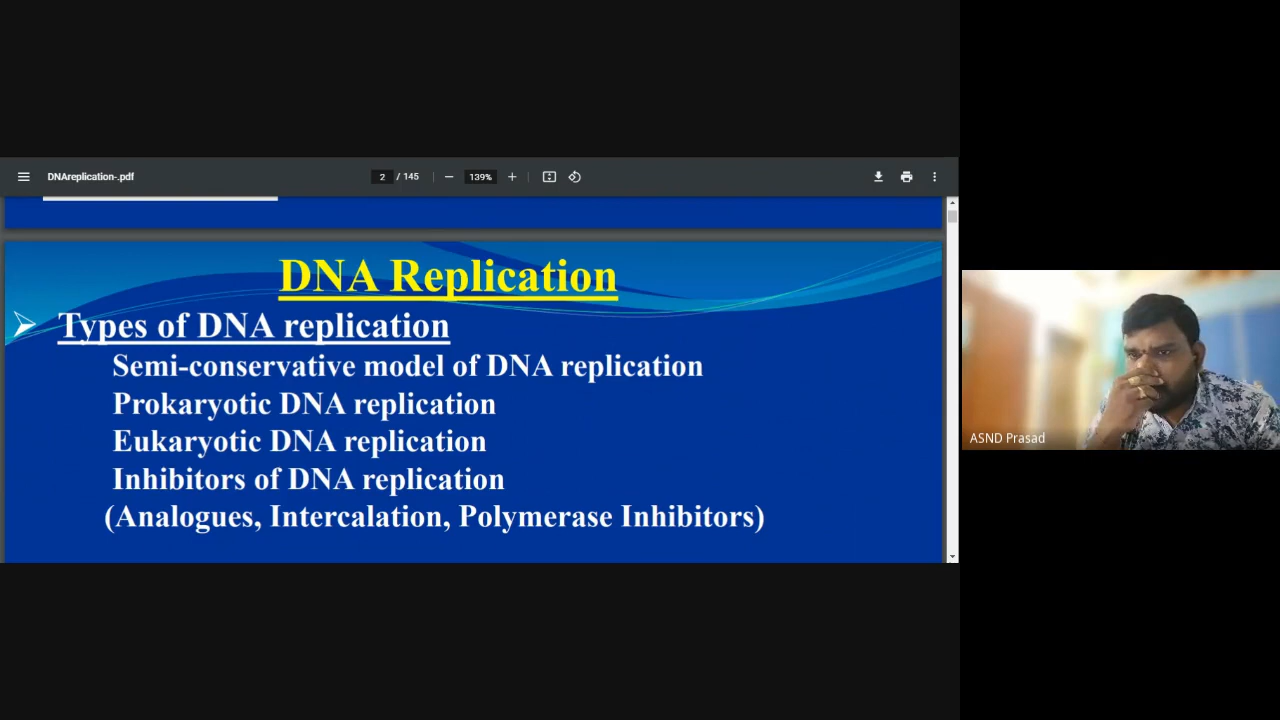 DNAreplication-.pdf
2 / 145
139%
DNA Replication
Types of DNA replication
Semi-conservative model of DNA replication
Prokaryotic DNA replication
Eukaryotic DNA replication
Inhibitors of DNA replication
(Analogues, Intercalation, Polymerase Inhibitors)
ASND Prasad